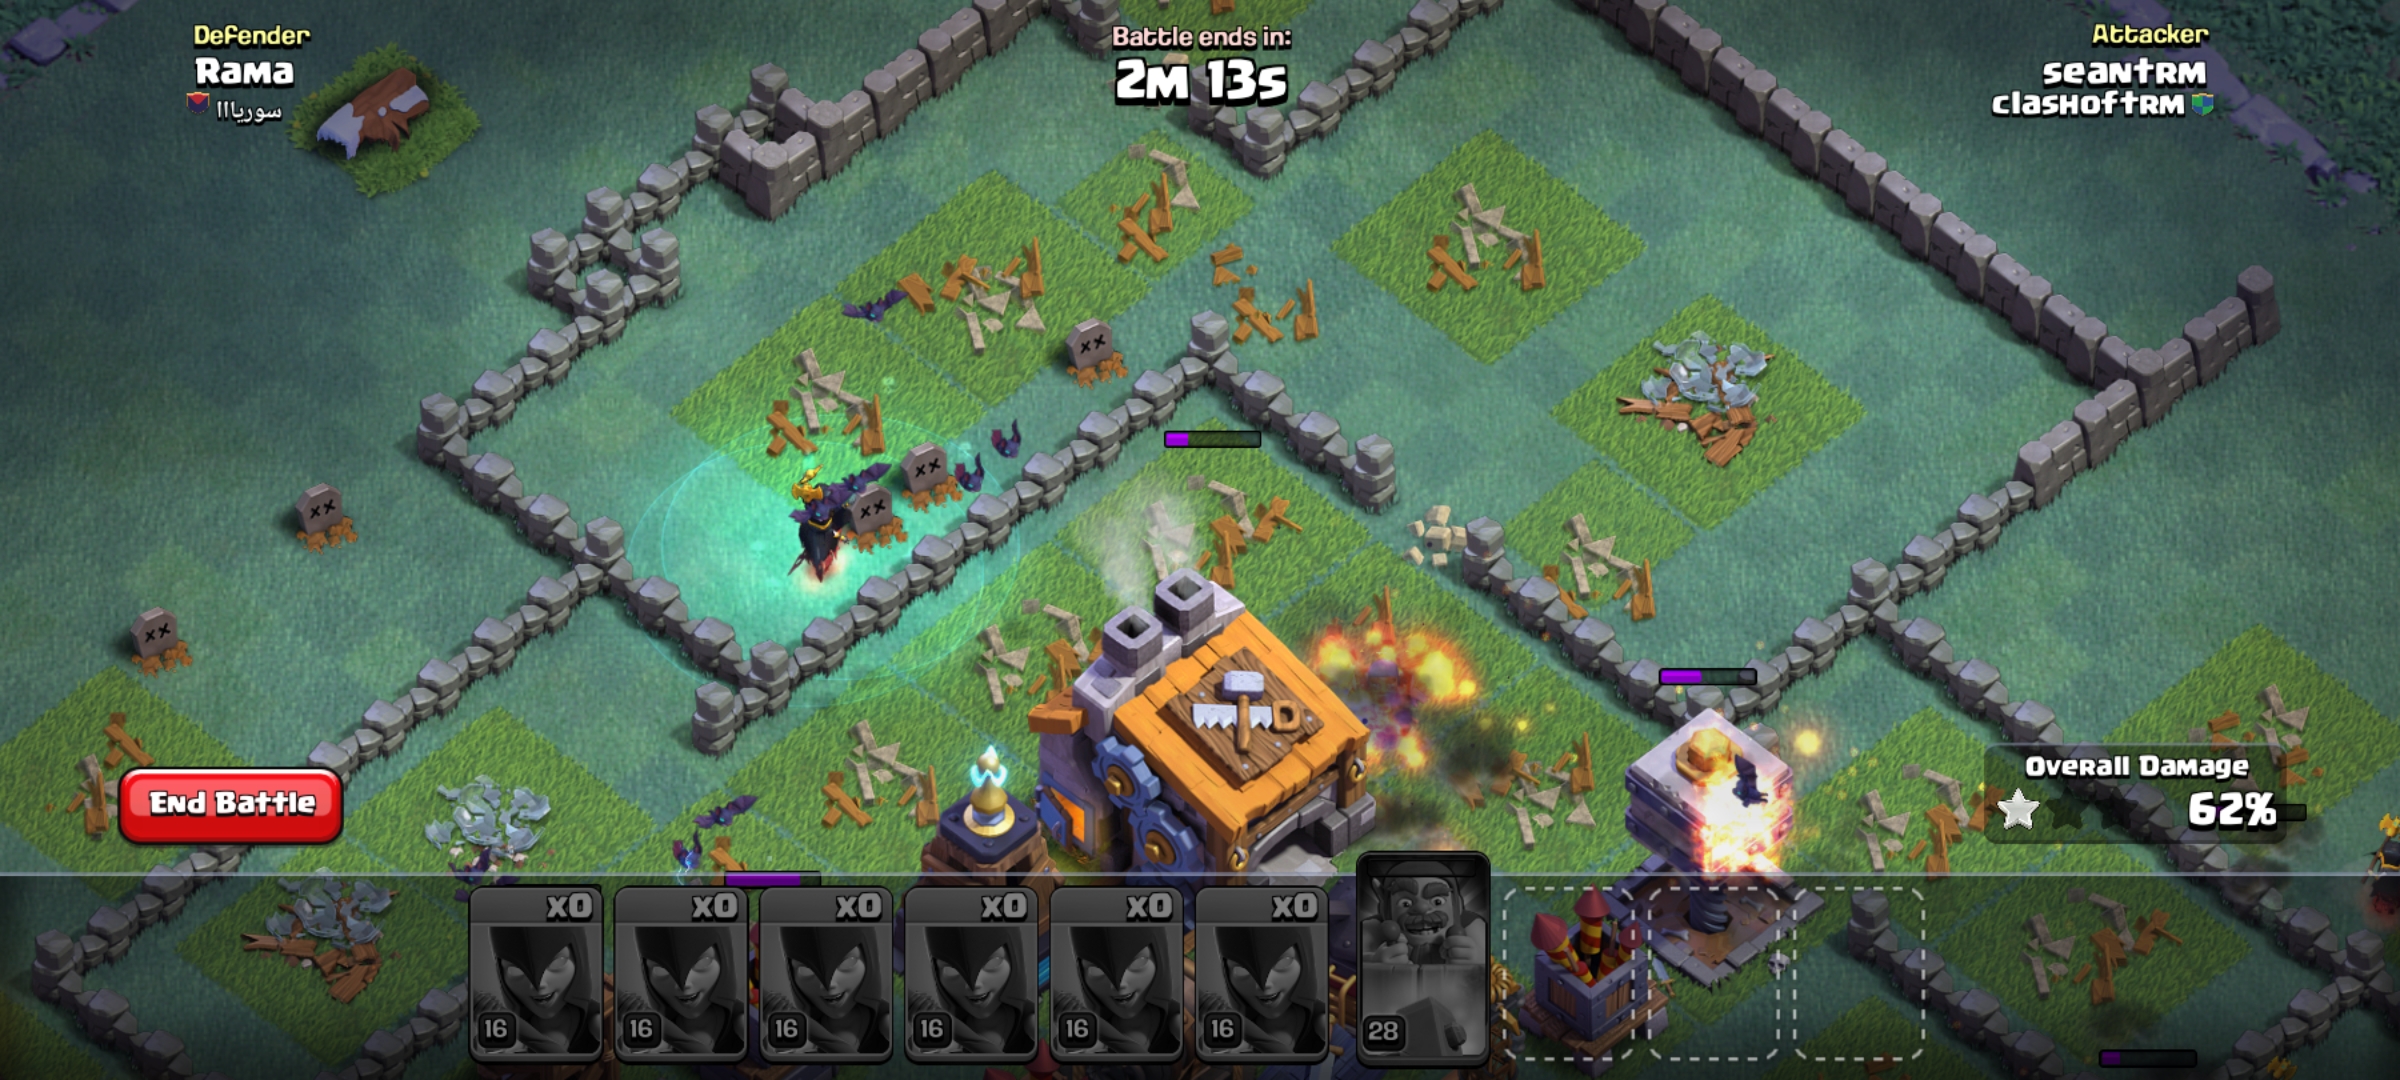 Defender
Rama
سورياااا
Battle ends in:
2m 13s
Attacker
seantrm
clashoftrm
End Battle
Overall Damage
62%
x0
x0
x0
x0
x0
x0
16
16
16
16
16
16
28